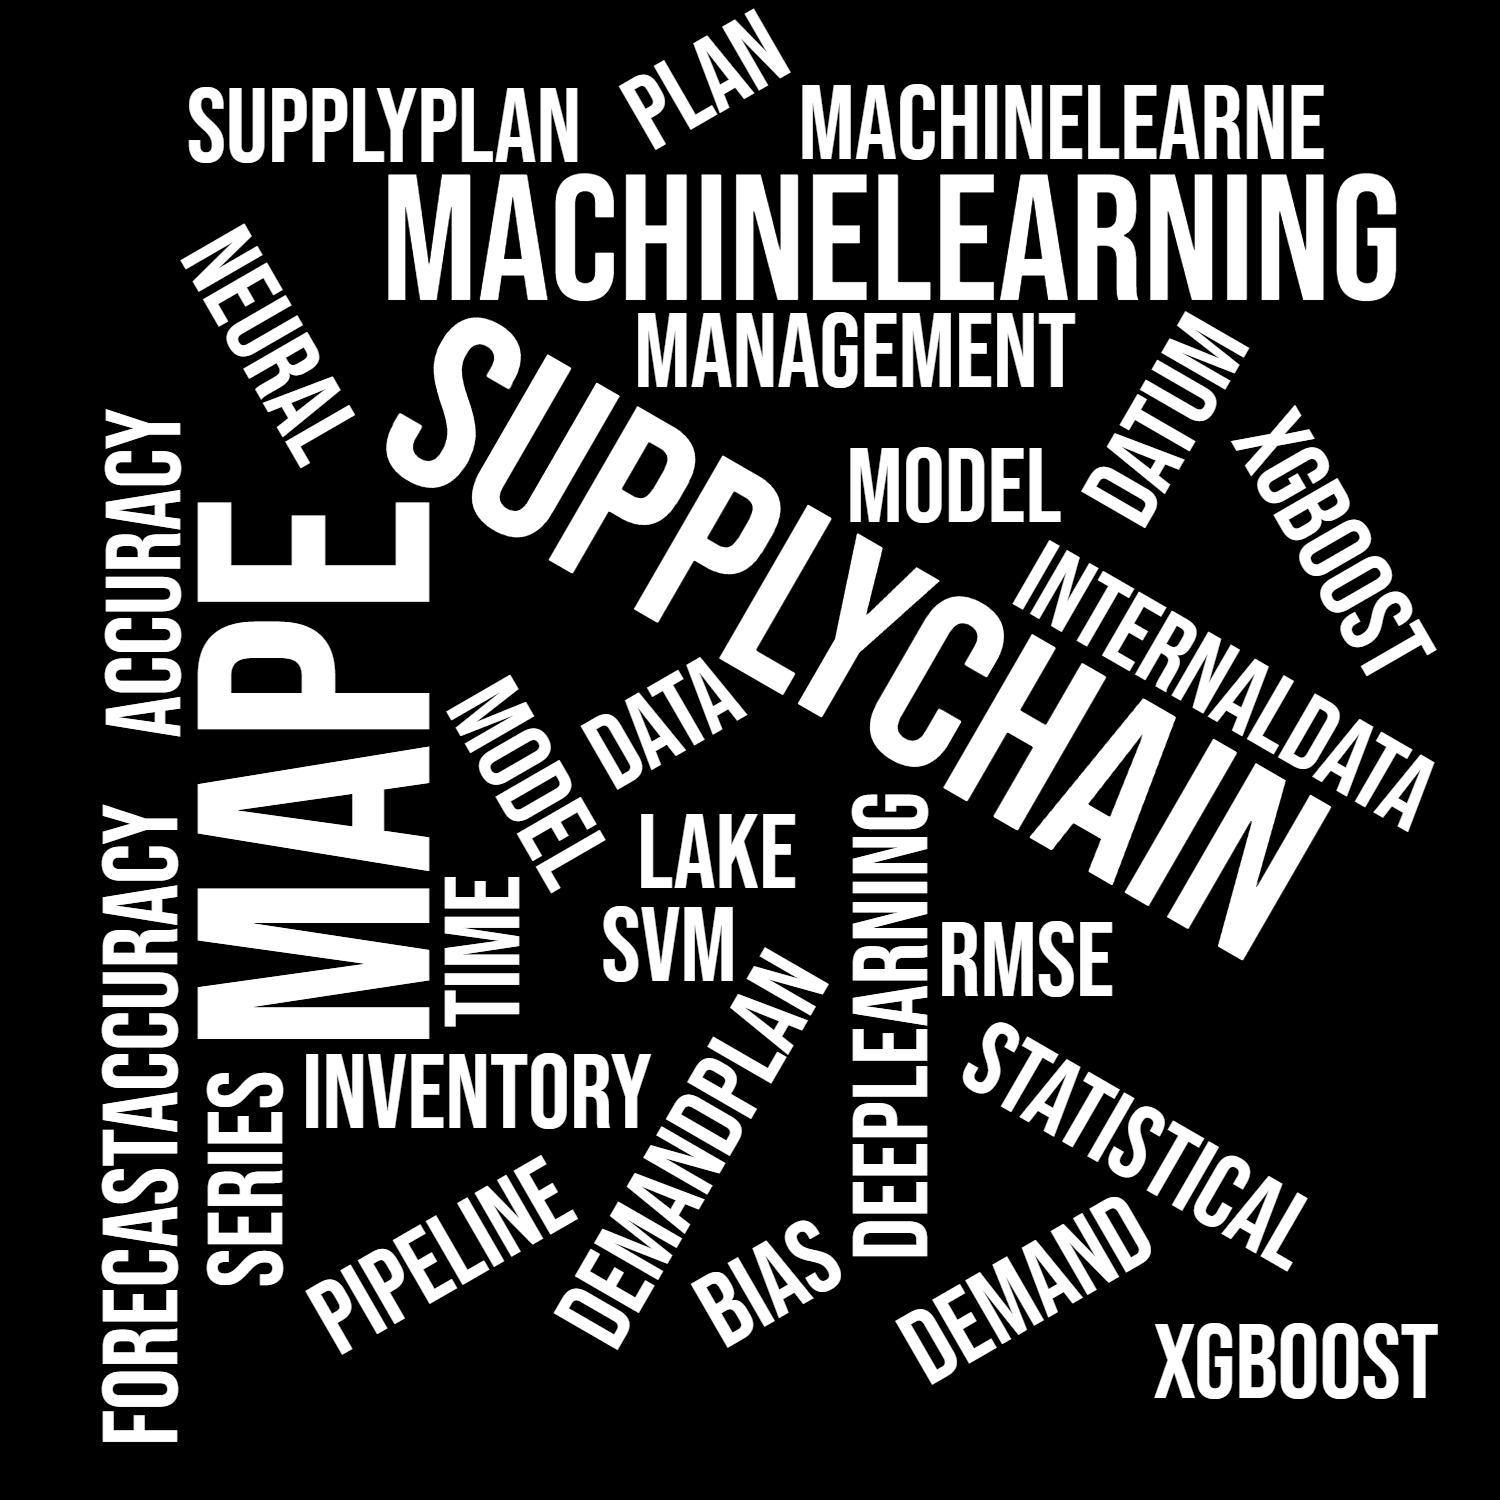 PLAN
SUPPLYPLAN
MACHINELEARNE
MACHINELEARNING
NEURAL
MANAGEMENT
SUPPLYCHAIN
DATUM
XGBOOST
MODEL
ACCURACY
MAPE
INTERNALDATA
DATA
MODEL
LAKE
DEEPLEARNING
FORECASTACCURACY
TIME
SVM
RMSE
DEMANDPLAN
STATISTICAL
INVENTORY
SERIES
PIPELINE
BIAS
DEMAND
XGBOOST